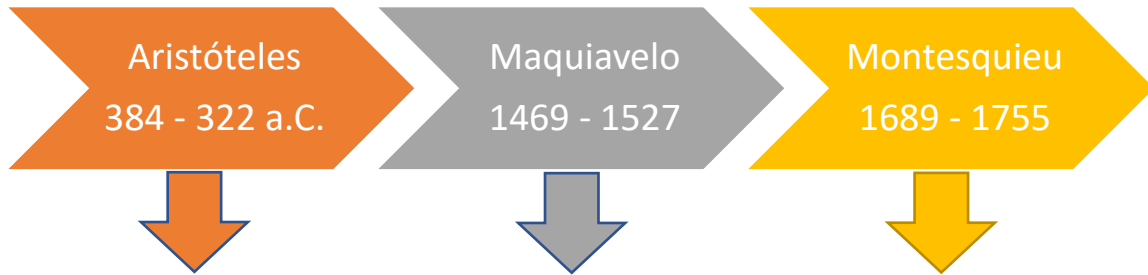 Aristóteles
384 - 322 a.C.
Maquiavelo
1469 - 1527
Montesquieu
1689 - 1755